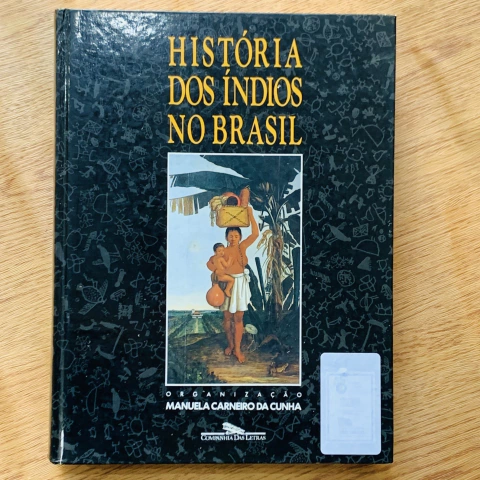 HISTÓRIA
DOS ÍNDIOS
NO BRASIL
ORGANIZAÇÃO
MANUELA CARNEIRO DA CUNHA
COMPANHIA DAS LETRAS